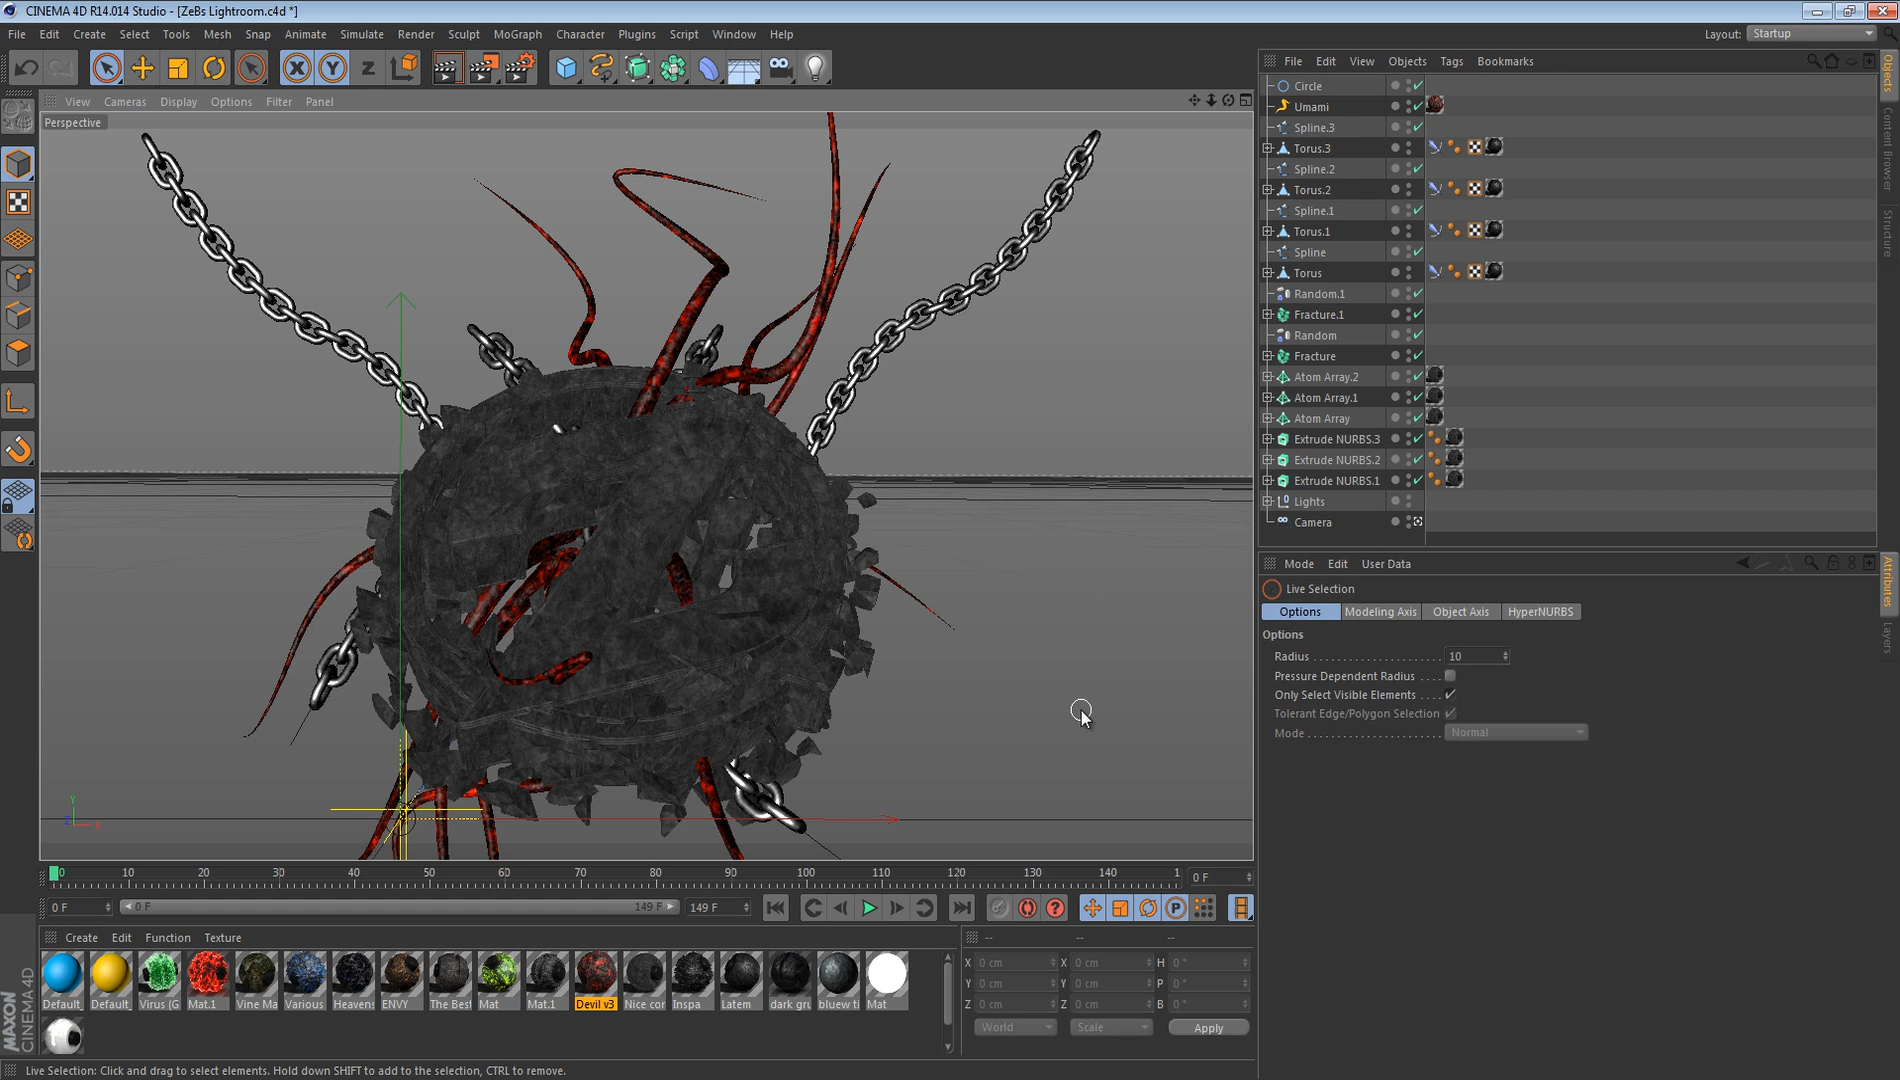 CINEMA 4D R14.014 Studio - [ZeBs Lightroom.c4d *]
File Edit Create Select Tools Mesh Snap Animate Simulate Render Sculpt MoGraph Character Plugins Script Window Help
Layout: Startup
X Y Z
View Cameras Display Options Filter Panel
Perspective
File Edit View Objects Tags Bookmarks
Circle
Umami
Spline.3
Torus.3
Spline.2
Torus.2
Spline.1
Torus.1
Spline
Torus
Random.1
Fracture.1
Random
Fracture
Atom Array.2
Atom Array.1
Atom Array
Extrude NURBS.3
Extrude NURBS.2
Extrude NURBS.1
Lights
Camera
Objects
Content Browser
Structure
Mode Edit User Data
Live Selection
Options Modeling Axis Object Axis HyperNURBS
Options
Radius 10
Pressure Dependent Radius
Only Select Visible Elements
Tolerant Edge/Polygon Selection
Mode Normal
Attributes
Layers
Y
Z X
0 10 20 30 40 50 60 70 80 90 100 110 120 130 140 1
0 F
0 F 0 F 149 F 149 F
P
Create Edit Function Texture
Default_ Default_ Virus (G Mat.1 Vine Ma Various Heavens ENVY The Best Mat Mat.1 Devil v3 Nice cor Inspa Latem dark gru bluew ti Mat
-- -- --
X 0 cm X 0 cm H 0 °
Y 0 cm Y 0 cm P 0 °
Z 0 cm Z 0 cm B 0 °
World Scale Apply
MAXON
CINEMA 4D
Live Selection: Click and drag to select elements. Hold down SHIFT to add to the selection, CTRL to remove.